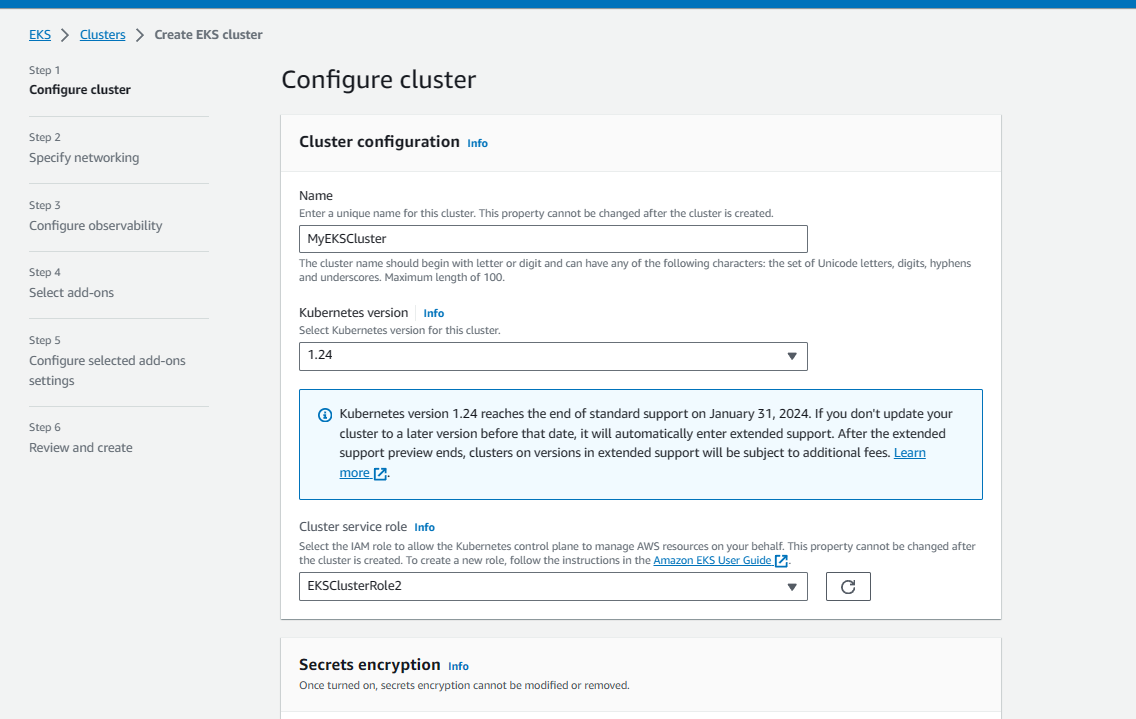 EKS > Clusters > Create EKS cluster
Step 1
Configure cluster
Step 2
Specify networking
Step 3
Configure observability
Step 4
Select add-ons
Step 5
Configure selected add-ons
settings
Step 6
Review and create
Configure cluster
Cluster configuration Info
Name
Enter a unique name for this cluster. This property cannot be changed after the cluster is created.
MyEKSCluster
The cluster name should begin with letter or digit and can have any of the following characters: the set of Unicode letters, digits, hyphens
and underscores. Maximum length of 100.
Kubernetes version Info
Select Kubernetes version for this cluster.
1.24
Kubernetes version 1.24 reaches the end of standard support on January 31, 2024. If you don't update your
cluster to a later version before that date, it will automatically enter extended support. After the extended
support preview ends, clusters on versions in extended support will be subject to additional fees. Learn
more.
Cluster service role Info
Select the IAM role to allow the Kubernetes control plane to manage AWS resources on your behalf. This property cannot be changed after
the cluster is created. To create a new role, follow the instructions in the Amazon EKS User Guide.
EKSClusterRole2
Secrets encryption Info
Once turned on, secrets encryption cannot be modified or removed.